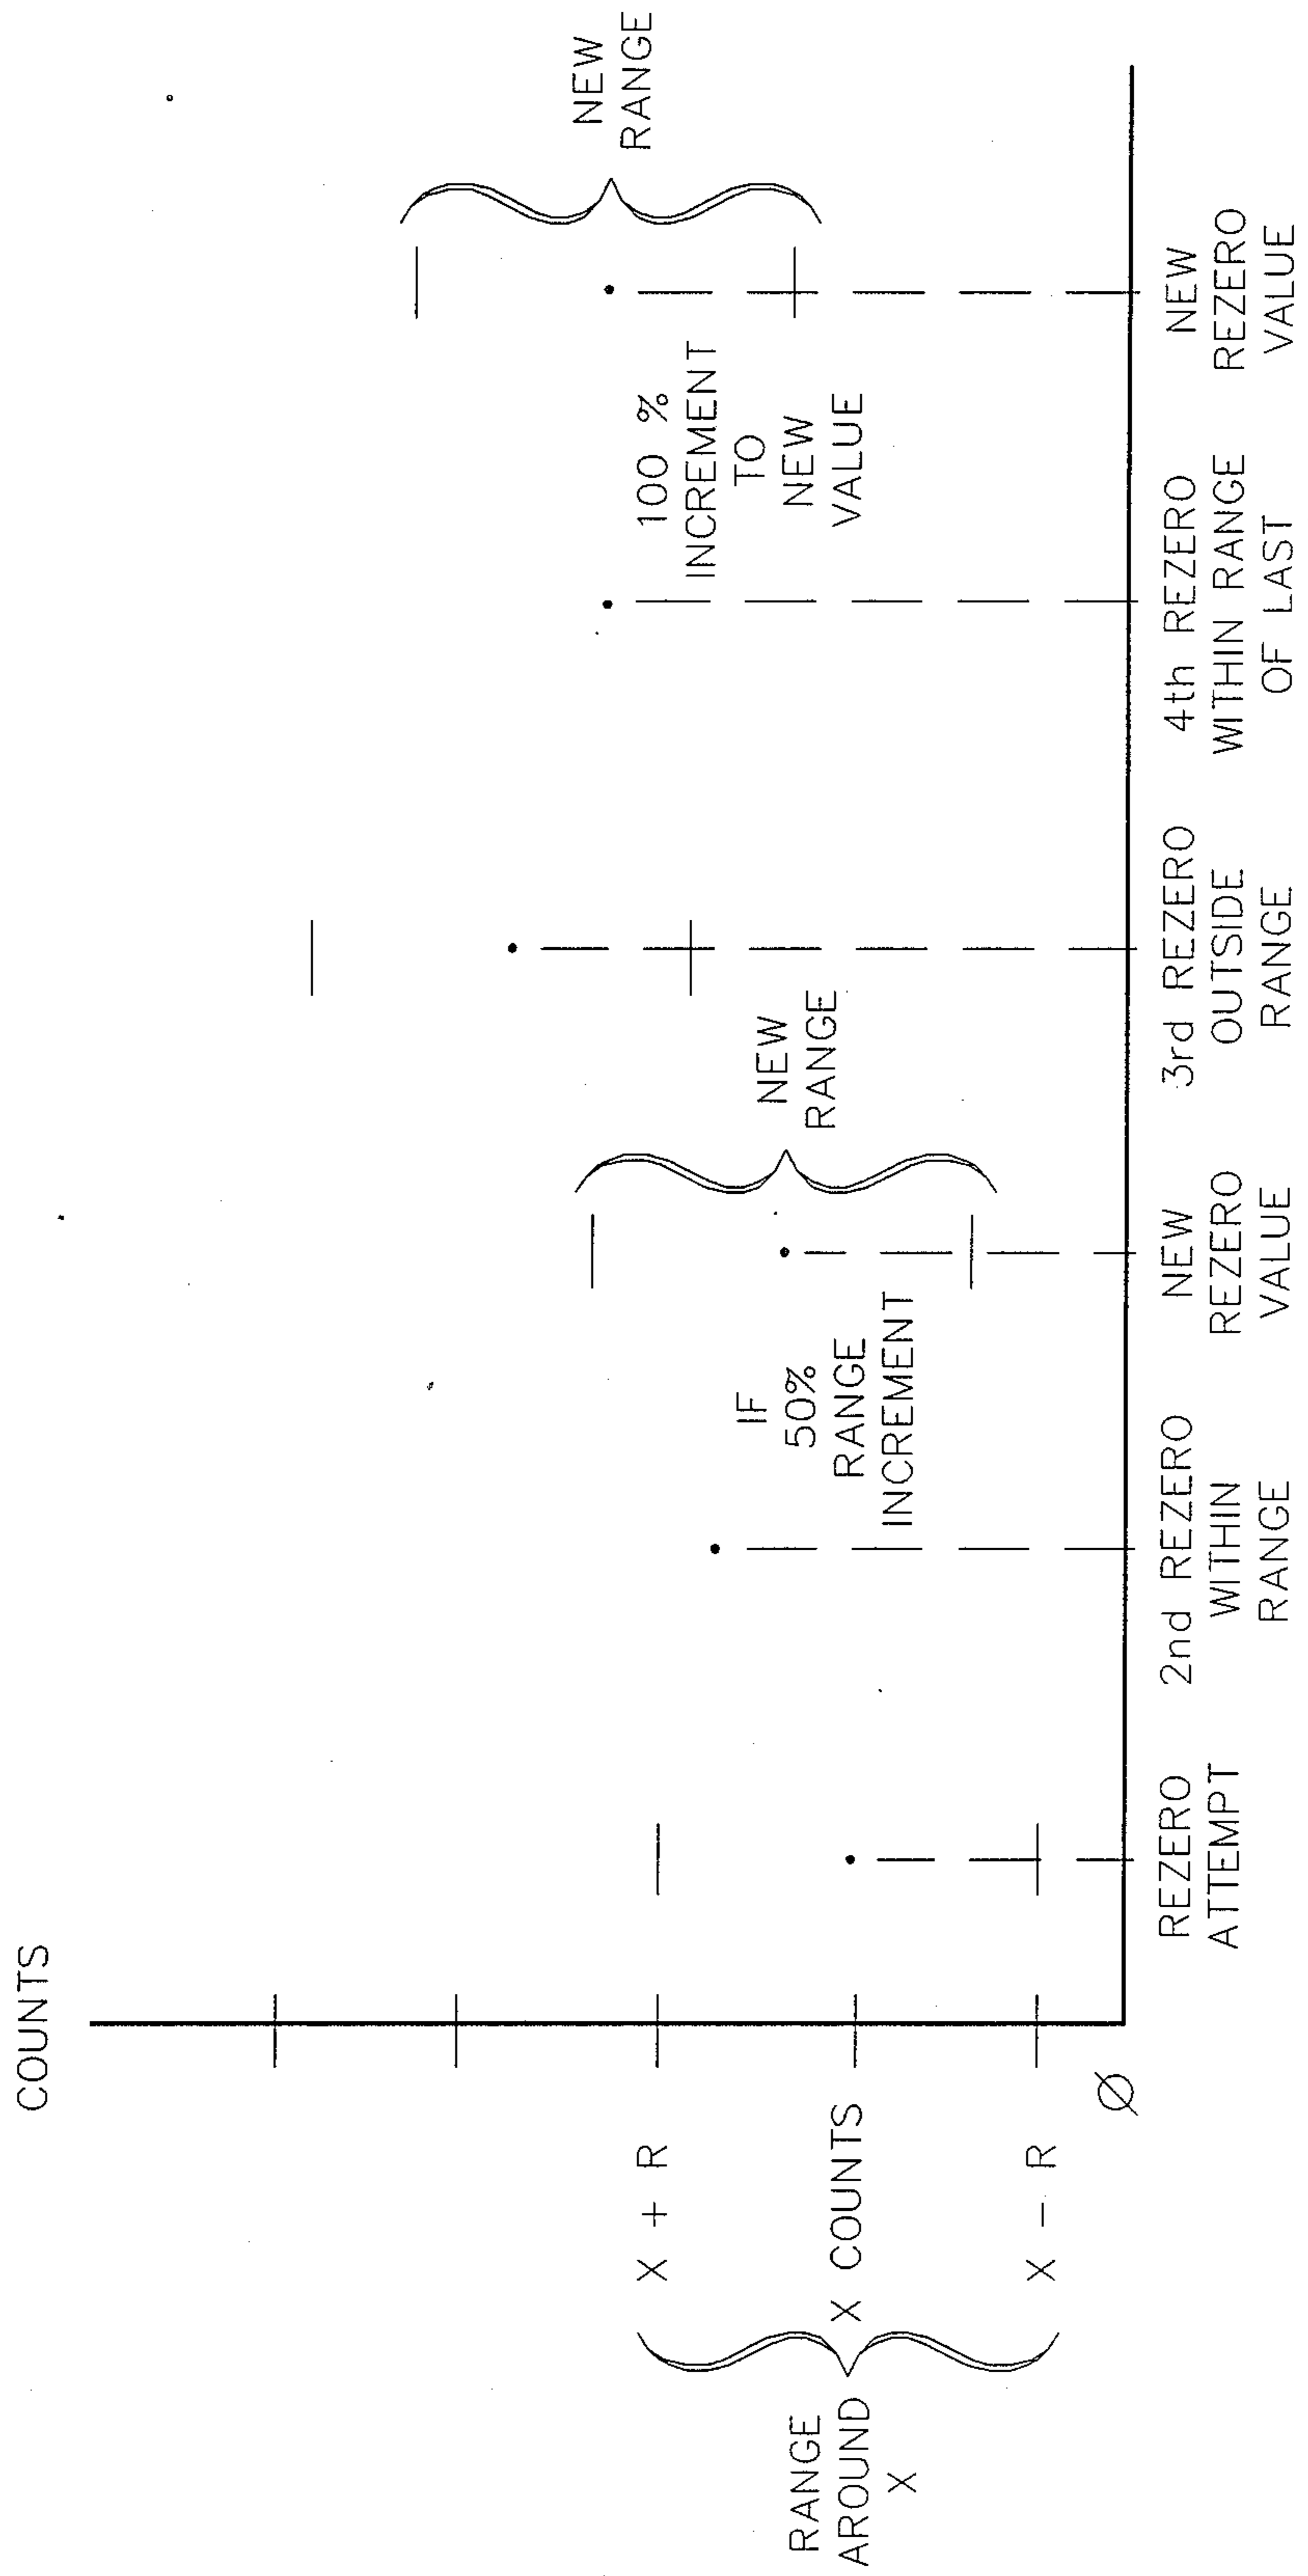 COUNTS
RANGE
AROUND
X
X + R
X COUNTS
X – R
Ø
IF
50%
RANGE
INCREMENT
NEW
RANGE
100 %
INCREMENT
TO
NEW
VALUE
NEW
RANGE
REZERO
ATTEMPT
2nd REZERO
WITHIN
RANGE
NEW
REZERO
VALUE
3rd REZERO
OUTSIDE
RANGE
4th REZERO
WITHIN RANGE
OF LAST
NEW
REZERO
VALUE